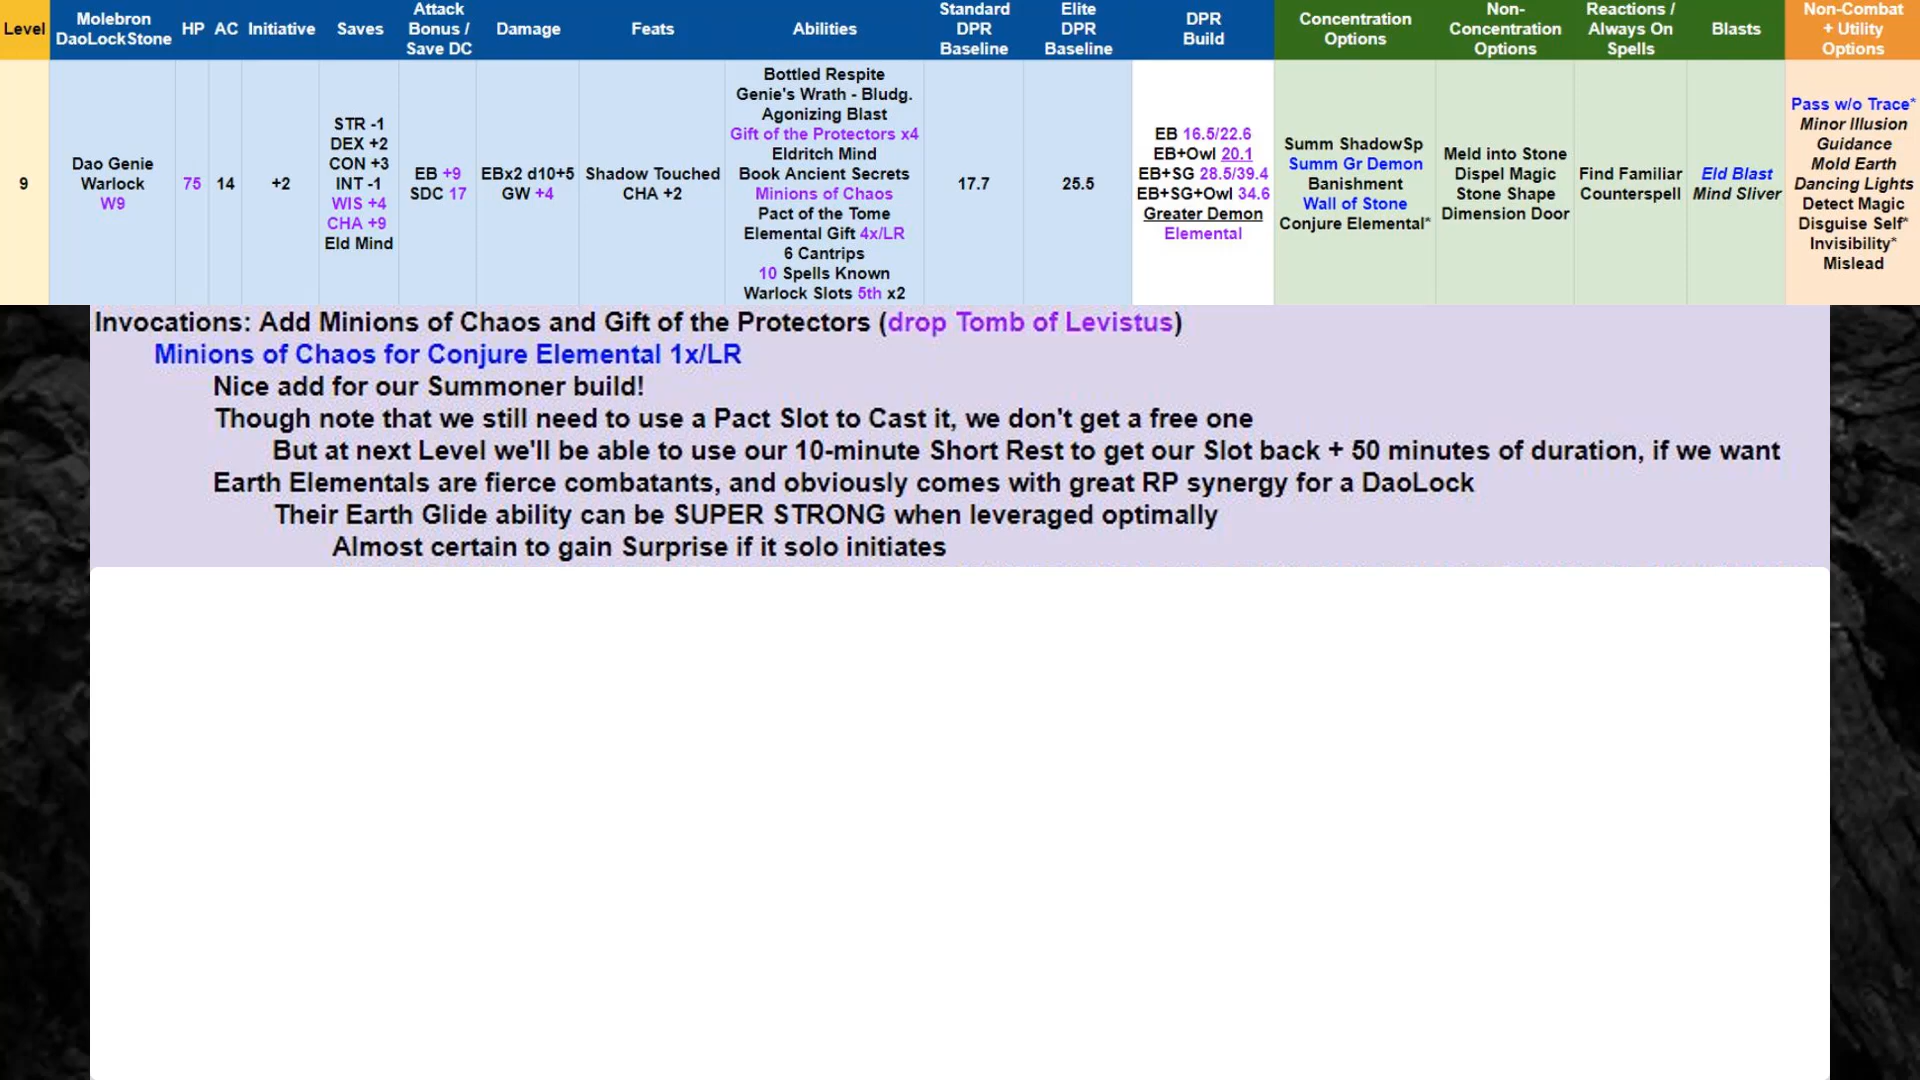 Level
Molebron
DaoLockStone
HP
AC
Initiative
Saves
Attack
Bonus /
Save DC
Damage
Feats
Abilities
Standard
DPR
Baseline
Elite
DPR
Baseline
DPR
Build
Concentration
Options
Non-
Concentration
Options
Reactions /
Always On
Spells
Blasts
Non-Combat
+ Utility
Options
9
Dao Genie
Warlock
W9
75
14
+2
STR -1
DEX +2
CON +3
INT -1
WIS +4
CHA +9
Eld Mind
EB +9
SDC 17
EBx2 d10+5
GW +4
Shadow Touched
CHA +2
Bottled Respite
Genie's Wrath - Bludg.
Agonizing Blast
Gift of the Protectors x4
Eldritch Mind
Book Ancient Secrets
Minions of Chaos
Pact of the Tome
Elemental Gift 4x/LR
6 Cantrips
10 Spells Known
Warlock Slots 5th x2
17.7
25.5
EB 16.5/22.6
EB+Owl 20.1
EB+SG 28.5/39.4
EB+SG+Owl 34.6
Greater Demon
Elemental
Summ ShadowSp
Summ Gr Demon
Banishment
Wall of Stone
Conjure Elemental*
Meld into Stone
Dispel Magic
Stone Shape
Dimension Door
Find Familiar
Counterspell
Eld Blast
Mind Sliver
Pass w/o Trace*
Minor Illusion
Guidance
Mold Earth
Dancing Lights
Detect Magic
Disguise Self*
Invisibility*
Mislead
Invocations: Add Minions of Chaos and Gift of the Protectors (drop Tomb of Levistus)
Minions of Chaos for Conjure Elemental 1x/LR
Nice add for our Summoner build!
Though note that we still need to use a Pact Slot to Cast it, we don't get a free one
But at next Level we'll be able to use our 10-minute Short Rest to get our Slot back + 50 minutes of duration, if we want
Earth Elementals are fierce combatants, and obviously comes with great RP synergy for a DaoLock
Their Earth Glide ability can be SUPER STRONG when leveraged optimally
Almost certain to gain Surprise if it solo initiates